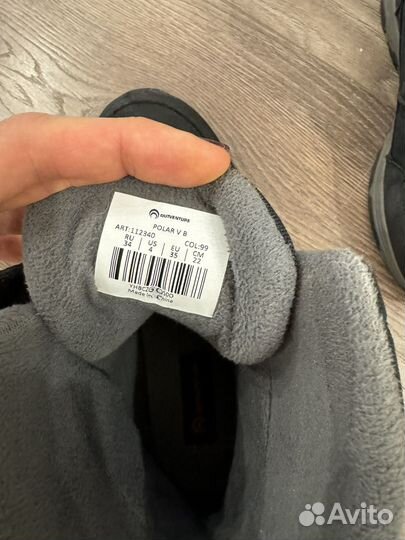 OUTVENTURE
POLAR V B
ART:112340 COL:99
RU US EU CM
34 4 35 22
Made in China
Avito